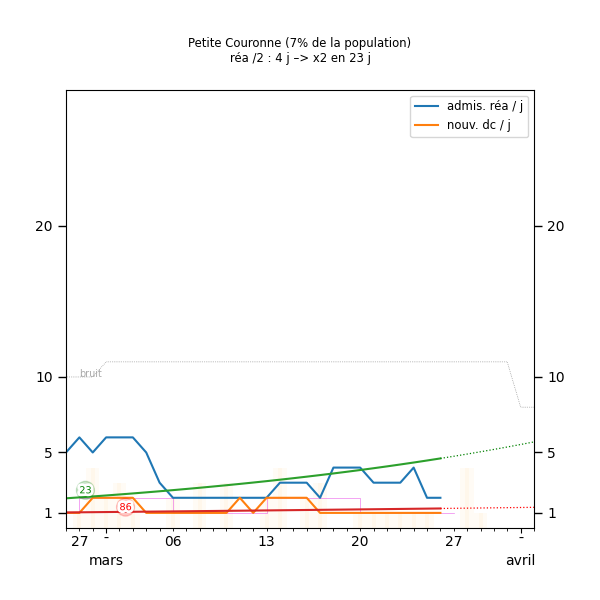 Petite Couronne (7% de la population)
réa /2 : 4 j –> x2 en 23 j
admis. réa / j
nouv. dc / j
20 20
bruit
10 10
5 5
23
86
1 1
27 - 06 13 20 27 -
mars avril